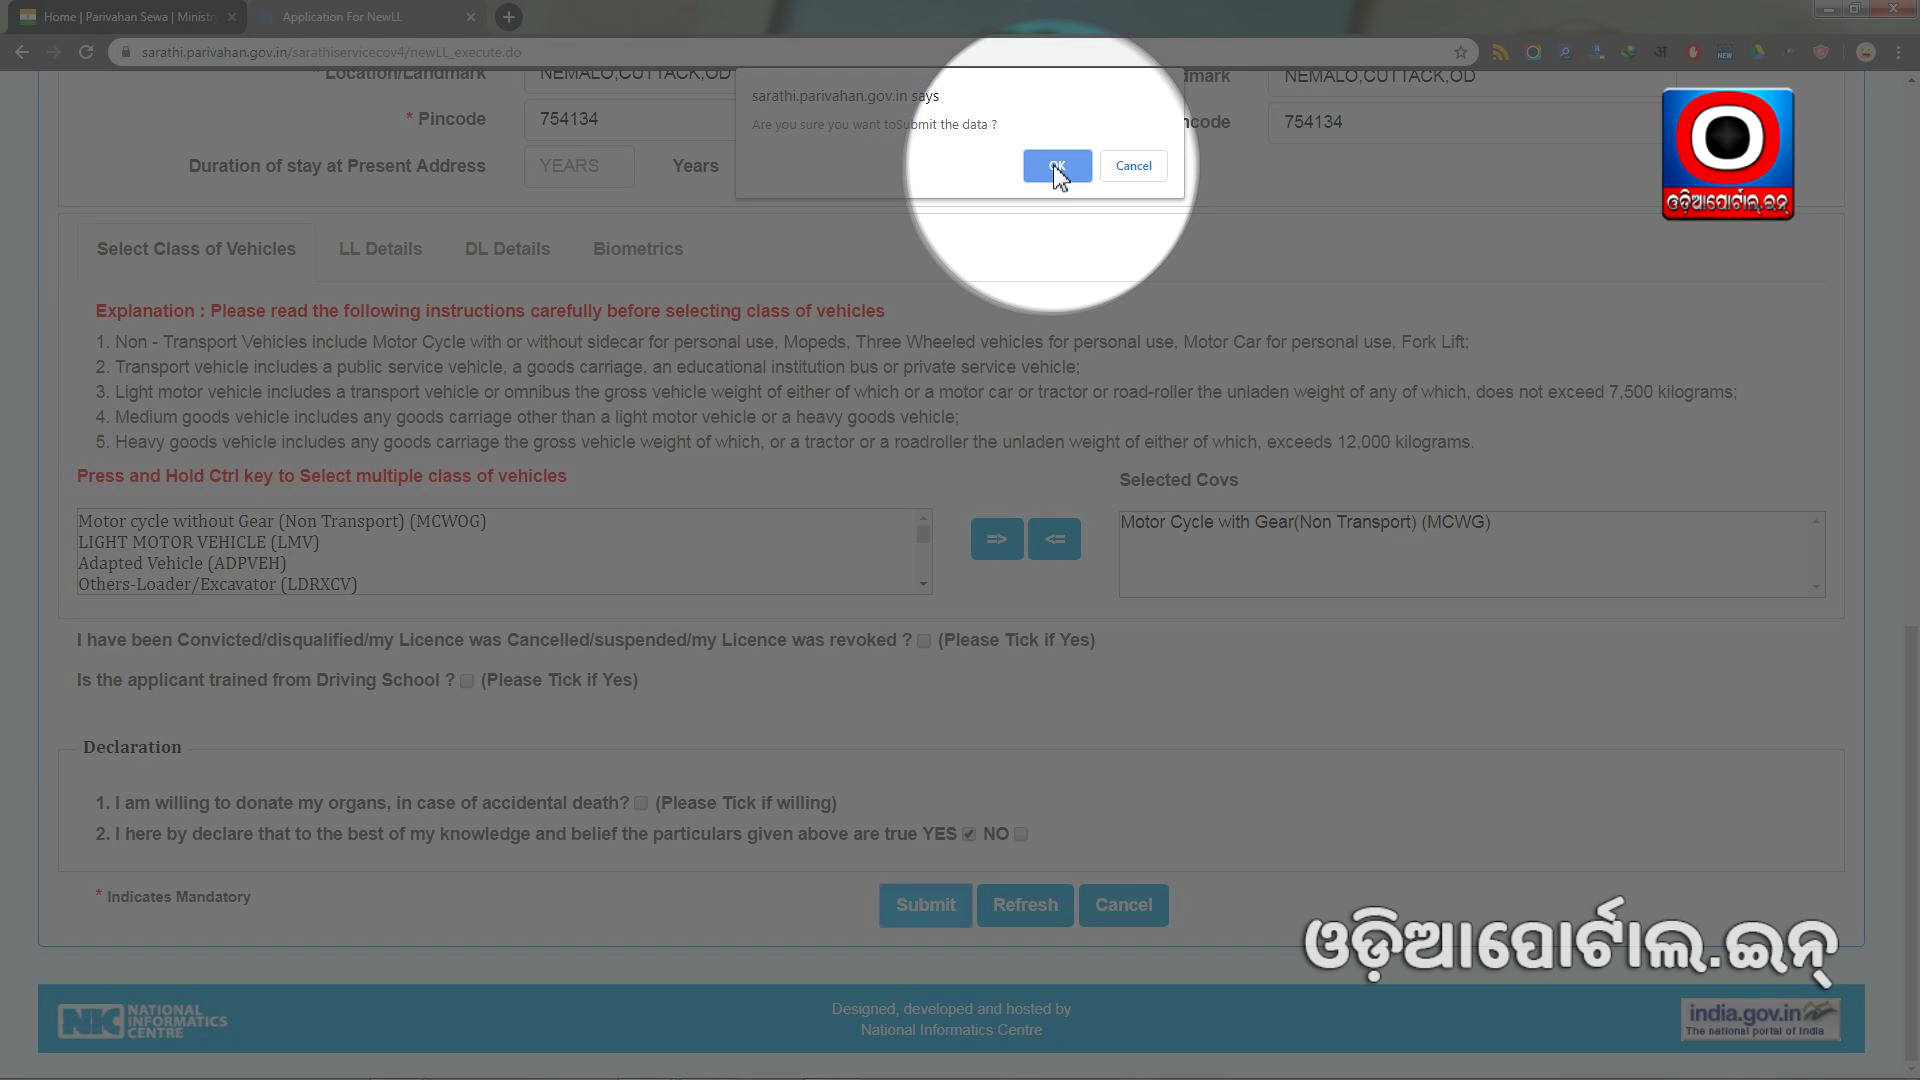 Home | Parivahan Sewa | Ministry
Application For NewLL
sarathi.parivahan.gov.in/sarathiservicecov4/newLL_execute.do
* Location/Landmark NEMALO,CUTTACK,OD
dmark NEMALO,CUTTACK,OD
sarathi.parivahan.gov.in says
Are you sure you want toSubmit the data ?
OK Cancel
* Pincode 754134
ncode 754134
Duration of stay at Present Address YEARS Years
ଓଡ଼ିଆପୋର୍ଟାଲ.ଇନ୍
Select Class of Vehicles LL Details DL Details Biometrics
Explanation : Please read the following instructions carefully before selecting class of vehicles
1. Non - Transport Vehicles include Motor Cycle with or without sidecar for personal use, Mopeds, Three Wheeled vehicles for personal use, Motor Car for personal use, Fork Lift;
2. Transport vehicle includes a public service vehicle, a goods carriage, an educational institution bus or private service vehicle;
3. Light motor vehicle includes a transport vehicle or omnibus the gross vehicle weight of either of which or a motor car or tractor or road-roller the unladen weight of any of which, does not exceed 7,500 kilograms;
4. Medium goods vehicle includes any goods carriage other than a light motor vehicle or a heavy goods vehicle;
5. Heavy goods vehicle includes any goods carriage the gross vehicle weight of which, or a tractor or a roadroller the unladen weight of either of which, exceeds 12,000 kilograms.
Press and Hold Ctrl key to Select multiple class of vehicles
Selected Covs
Motor cycle without Gear (Non Transport) (MCWOG)
LIGHT MOTOR VEHICLE (LMV)
Adapted Vehicle (ADPVEH)
Others-Loader/Excavator (LDRXCV)
=> <=
Motor Cycle with Gear(Non Transport) (MCWG)
I have been Convicted/disqualified/my Licence was Cancelled/suspended/my Licence was revoked ? (Please Tick if Yes)
Is the applicant trained from Driving School ? (Please Tick if Yes)
Declaration
1. I am willing to donate my organs, in case of accidental death? (Please Tick if willing)
2. I here by declare that to the best of my knowledge and belief the particulars given above are true YES NO
* Indicates Mandatory
Submit Refresh Cancel
ଓଡ଼ିଆପୋର୍ଟାଲ.ଇନ୍
NIC NATIONAL
INFORMATICS
CENTRE
Designed, developed and hosted by
National Informatics Centre
india.gov.in
The national portal of India